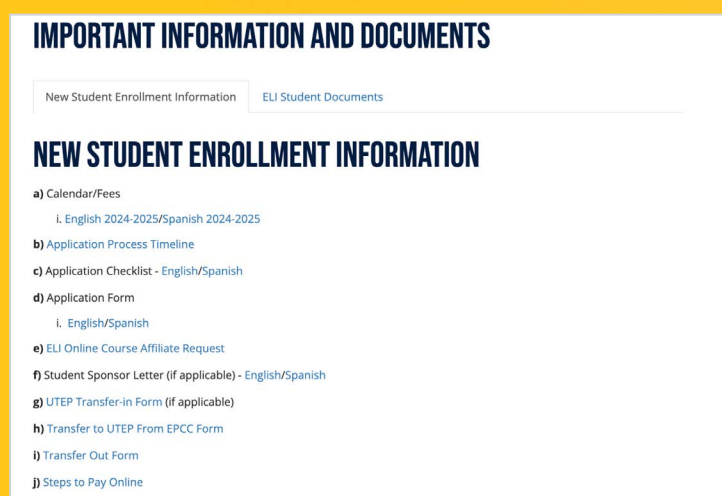 IMPORTANT INFORMATION AND DOCUMENTS
New Student Enrollment Information
ELI Student Documents
NEW STUDENT ENROLLMENT INFORMATION
a) Calendar/Fees
i. English 2024-2025/Spanish 2024-2025
b) Application Process Timeline
c) Application Checklist - English/Spanish
d) Application Form
i. English/Spanish
e) ELI Online Course Affiliate Request
f) Student Sponsor Letter (if applicable) - English/Spanish
g) UTEP Transfer-in Form (if applicable)
h) Transfer to UTEP From EPCC Form
i) Transfer Out Form
j) Steps to Pay Online